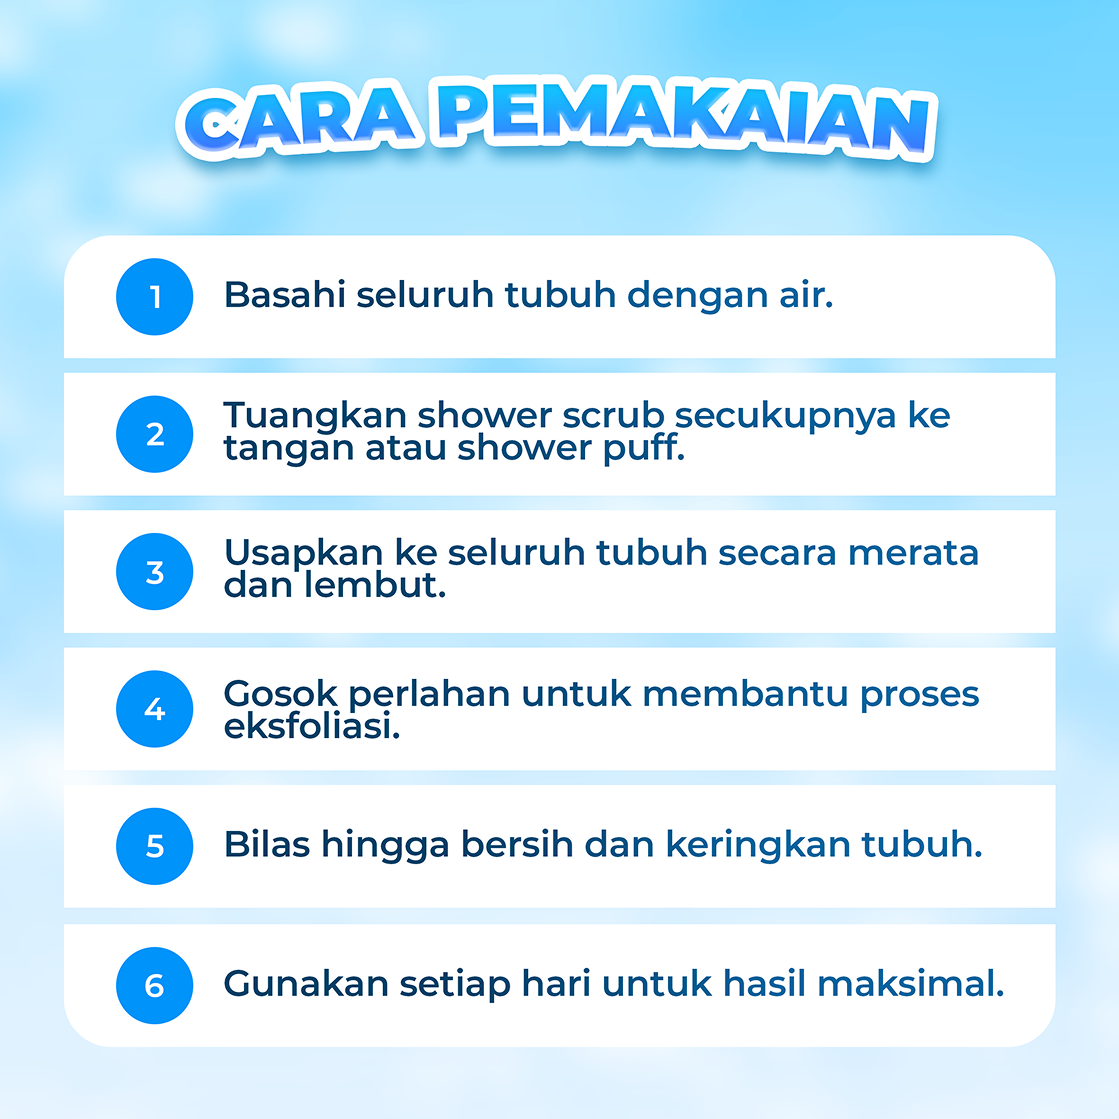 CARA PEMAKAIAN
1
Basahi seluruh tubuh dengan air.
2
Tuangkan shower scrub secukupnya ke
tangan atau shower puff.
3
Usapkan ke seluruh tubuh secara merata
dan lembut.
4
Gosok perlahan untuk membantu proses
eksfoliasi.
5
Bilas hingga bersih dan keringkan tubuh.
6
Gunakan setiap hari untuk hasil maksimal.